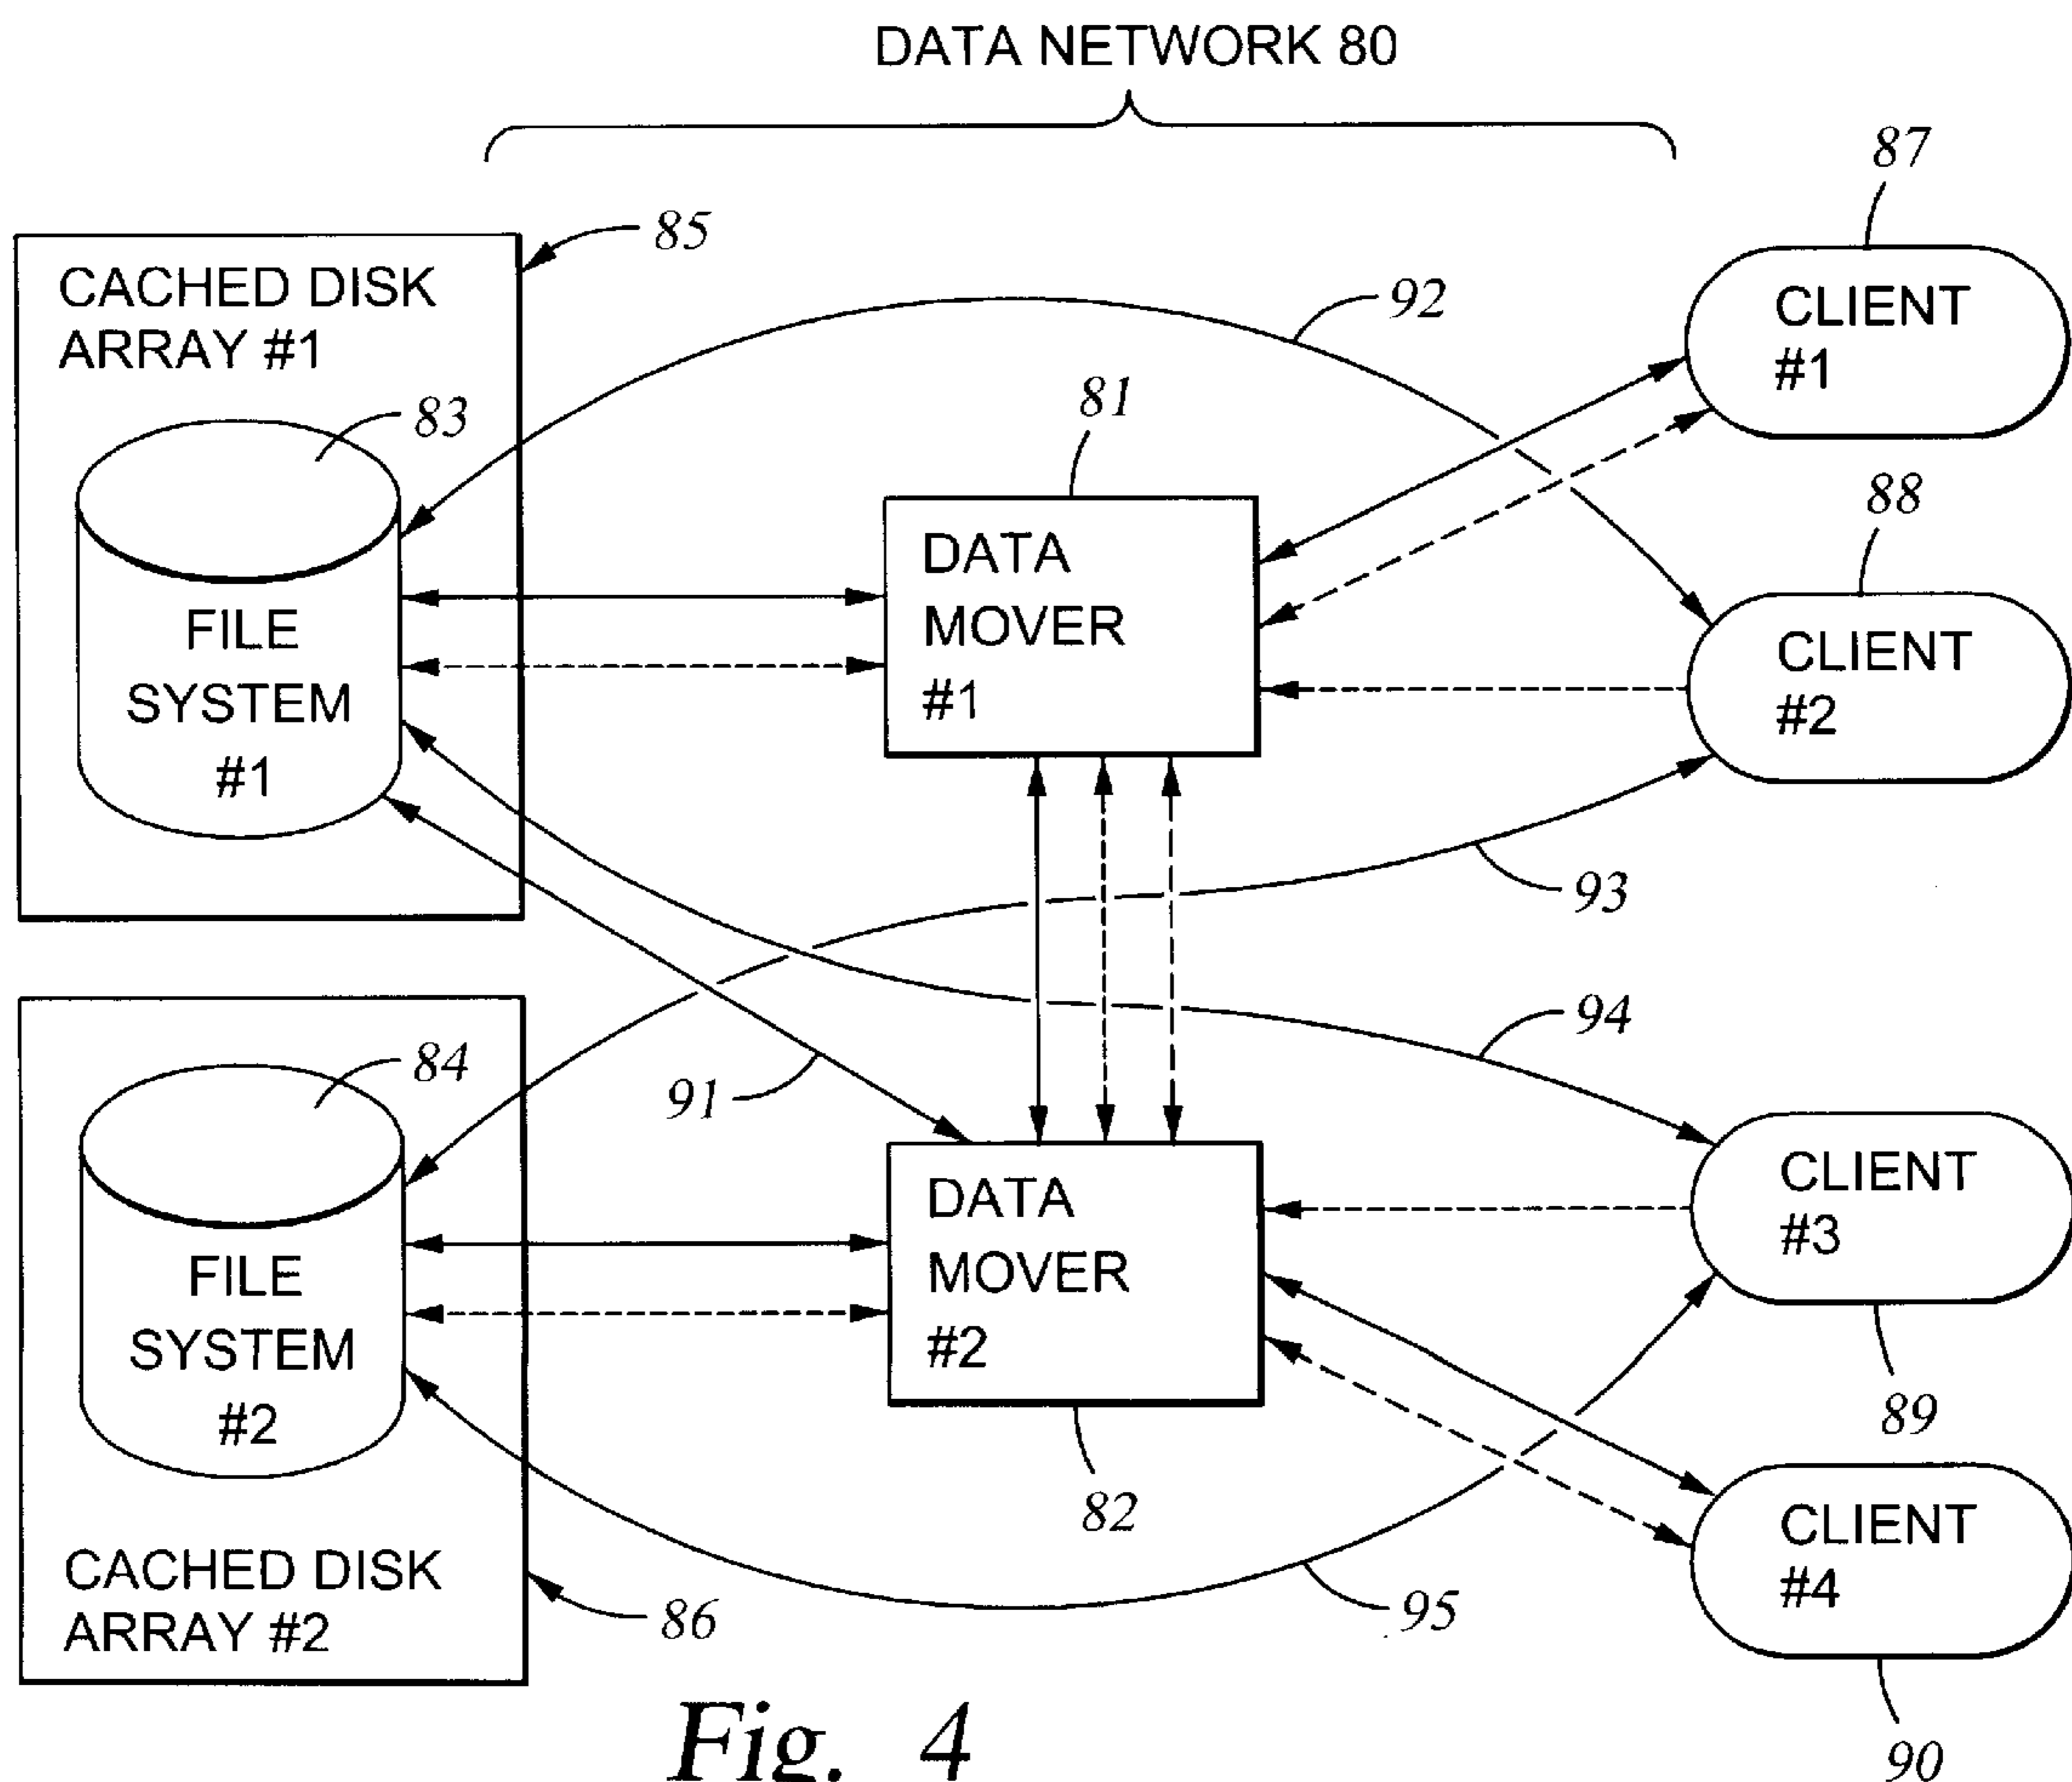 DATA NETWORK 80
87
85
CACHED DISK
ARRAY #1
92
CLIENT
#1
83
81
88
DATA
MOVER
#1
FILE
SYSTEM
#1
CLIENT
#2
93
94
84
91
CLIENT
#3
DATA
MOVER
#2
FILE
SYSTEM
#2
89
82
CLIENT
#4
CACHED DISK
ARRAY #2
86
95
90
Fig. 4